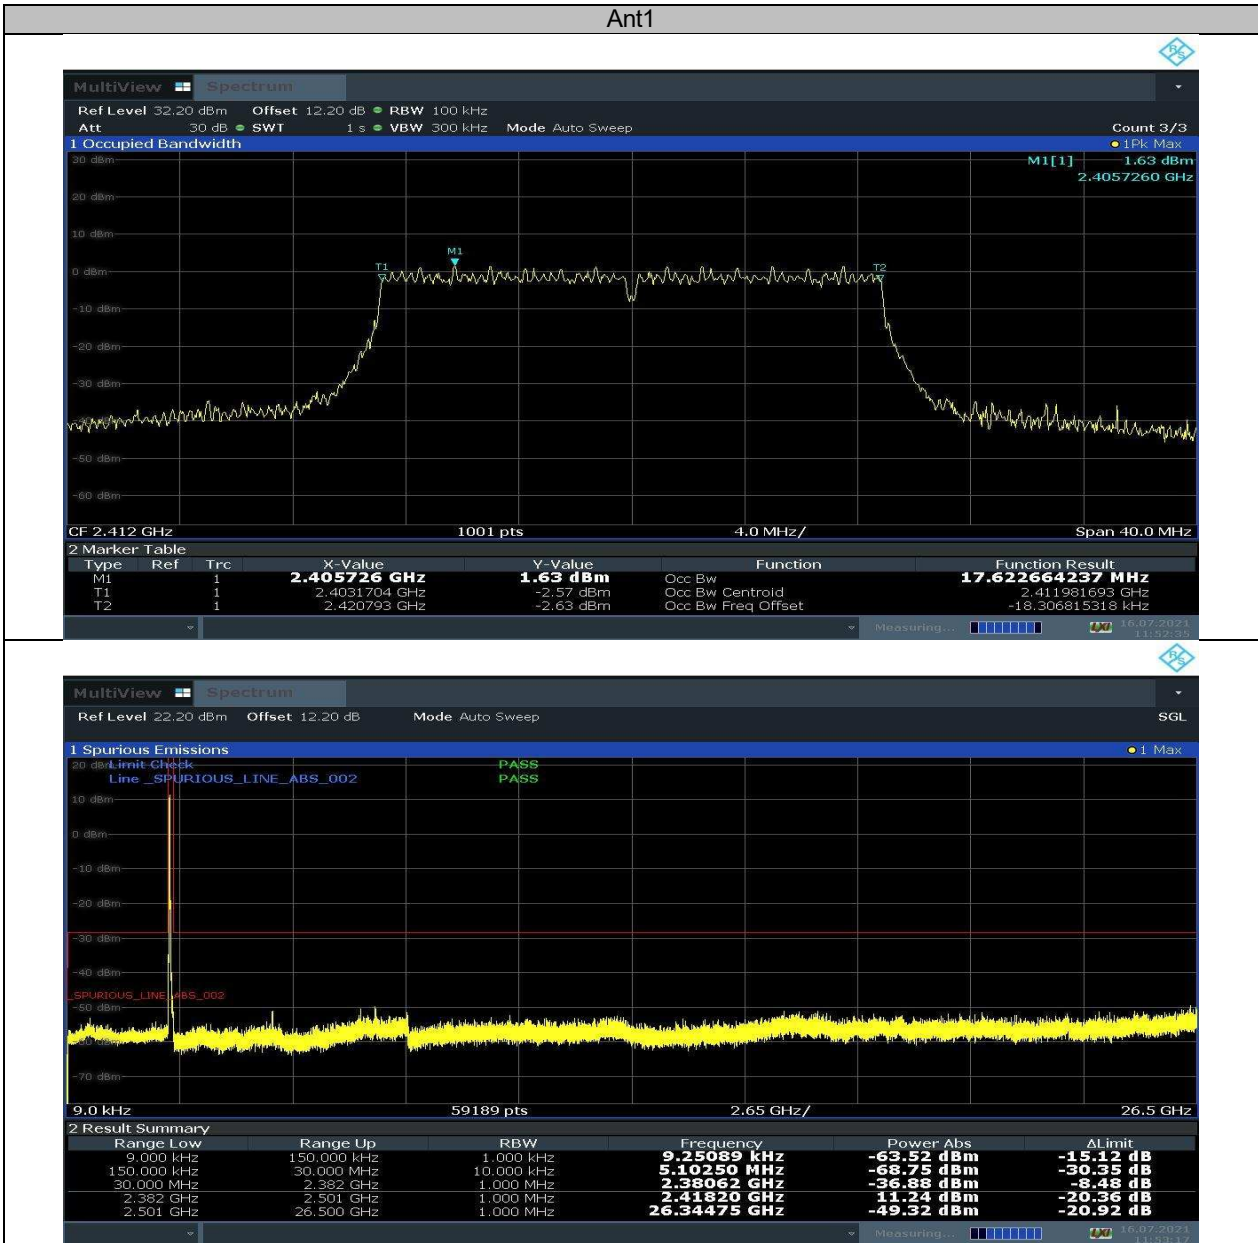 Ant1
MultiView Spectrum
Ref Level 32.20 dBm Offset 12.20 dB RBW 100 kHz
Att 30 dB SWT 1 s VBW 300 kHz Mode Auto Sweep Count 3/3
1 Occupied Bandwidth 1Pk Max
30 dBm M1[1] 1.63 dBm
2.4057260 GHz
20 dBm
10 dBm
M1
0 dBm T1 T2
-10 dBm
-20 dBm
-30 dBm
-40 dBm
-50 dBm
-60 dBm
CF 2.412 GHz 1001 pts 4.0 MHz/ Span 40.0 MHz
2 Marker Table
Type Ref Trc X-Value Y-Value Function Function Result
M1 1 2.405726 GHz 1.63 dBm Occ Bw 17.622664237 MHz
T1 1 2.4031704 GHz -2.57 dBm Occ Bw Centroid 2.411981693 GHz
T2 1 2.420793 GHz -2.63 dBm Occ Bw Freq Offset -18.306815318 kHz
Measuring... 16.07.2021
11:52:35
MultiView Spectrum
Ref Level 22.20 dBm Offset 12.20 dB Mode Auto Sweep SGL
1 Spurious Emissions 1 Max
Limit Check PASS
Line _SPURIOUS_LINE_ABS_002 PASS
10 dBm
0 dBm
-10 dBm
-20 dBm
-30 dBm
-40 dBm
_SPURIOUS_LINE_ABS_002
-50 dBm
-70 dBm
9.0 kHz 59189 pts 2.65 GHz/ 26.5 GHz
2 Result Summary
Range Low Range Up RBW Frequency Power Abs ΔLimit
9.000 kHz 150.000 kHz 1.000 kHz 9.25089 kHz -63.52 dBm -15.12 dB
150.000 kHz 30.000 MHz 10.000 kHz 5.10250 MHz -68.75 dBm -30.35 dB
30.000 MHz 2.382 GHz 1.000 MHz 2.38062 GHz -36.88 dBm -8.48 dB
2.382 GHz 2.501 GHz 1.000 MHz 2.41820 GHz 11.24 dBm -20.36 dB
2.501 GHz 26.500 GHz 1.000 MHz 26.34475 GHz -49.32 dBm -20.92 dB
Measuring... 16.07.2021
11:53:17